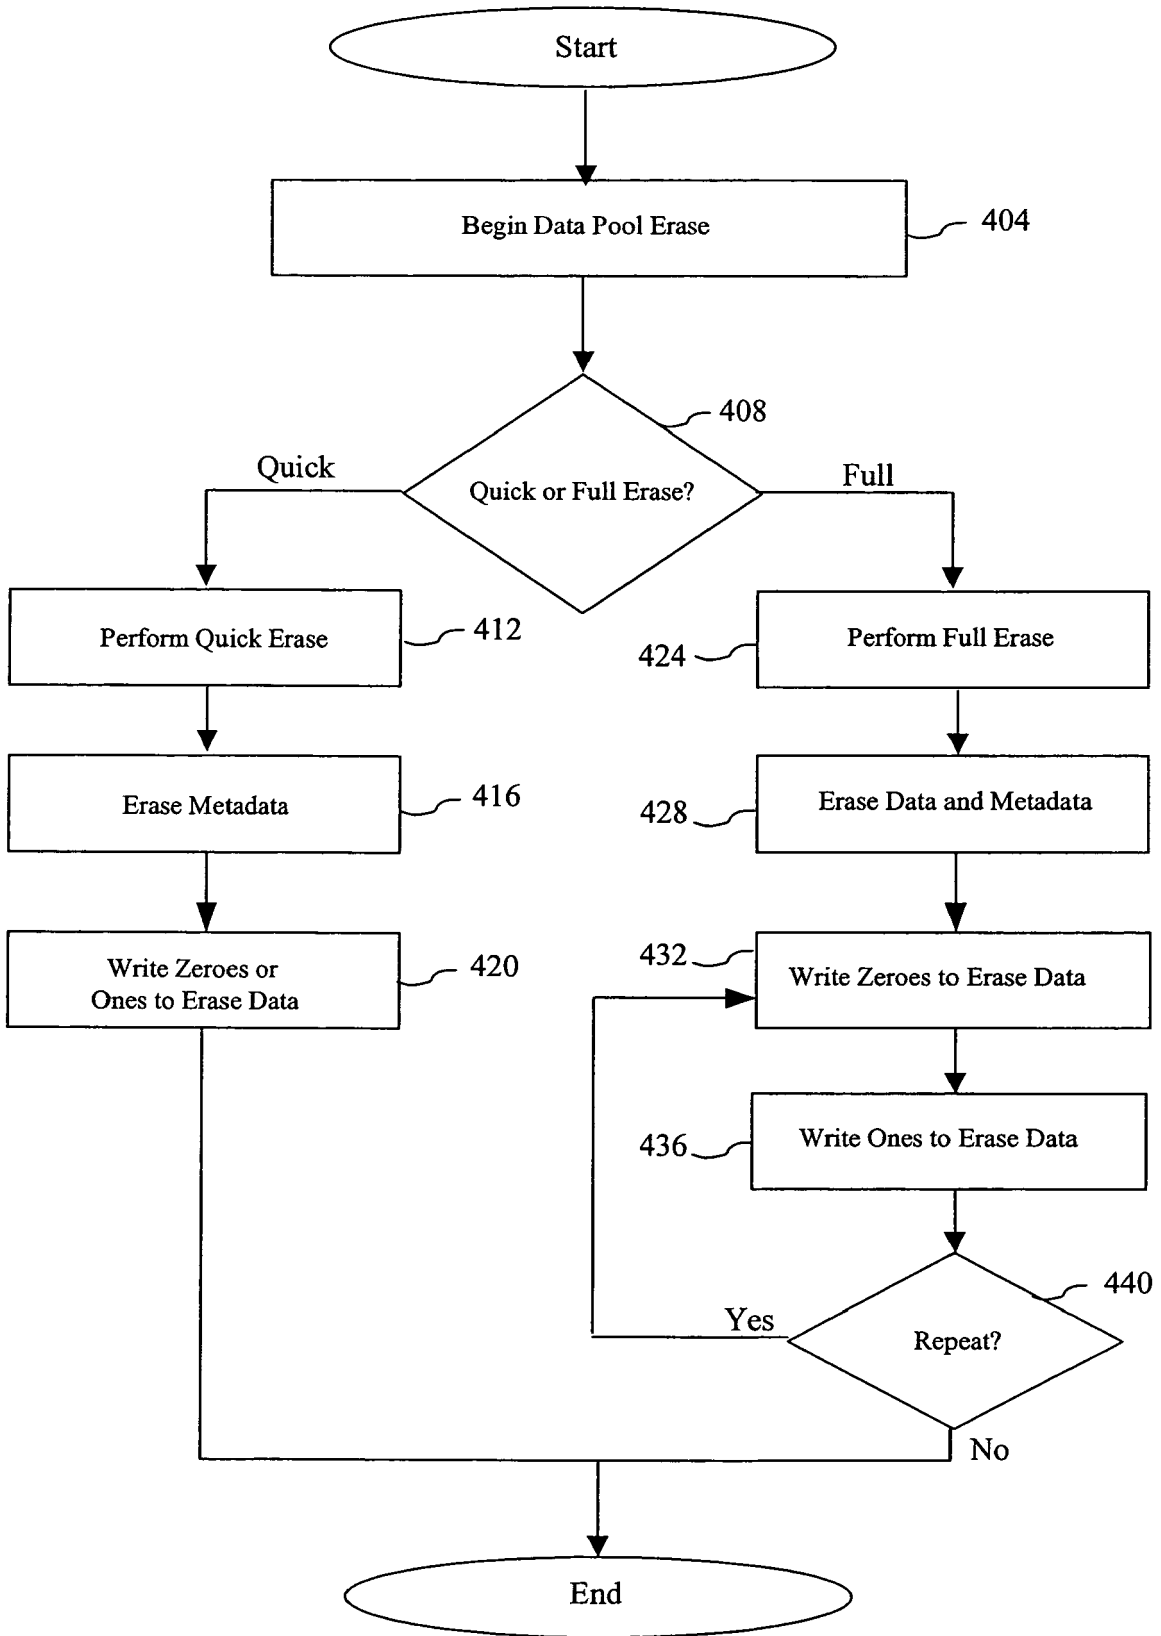 Start
Begin Data Pool Erase
404
408
Quick
Full
Quick or Full Erase?
Perform Quick Erase
412
Perform Full Erase
424
Erase Metadata
416
Erase Data and Metadata
428
Write Zeroes or
Ones to Erase Data
420
432
Write Zeroes to Erase Data
436
Write Ones to Erase Data
440
Yes
Repeat?
No
End